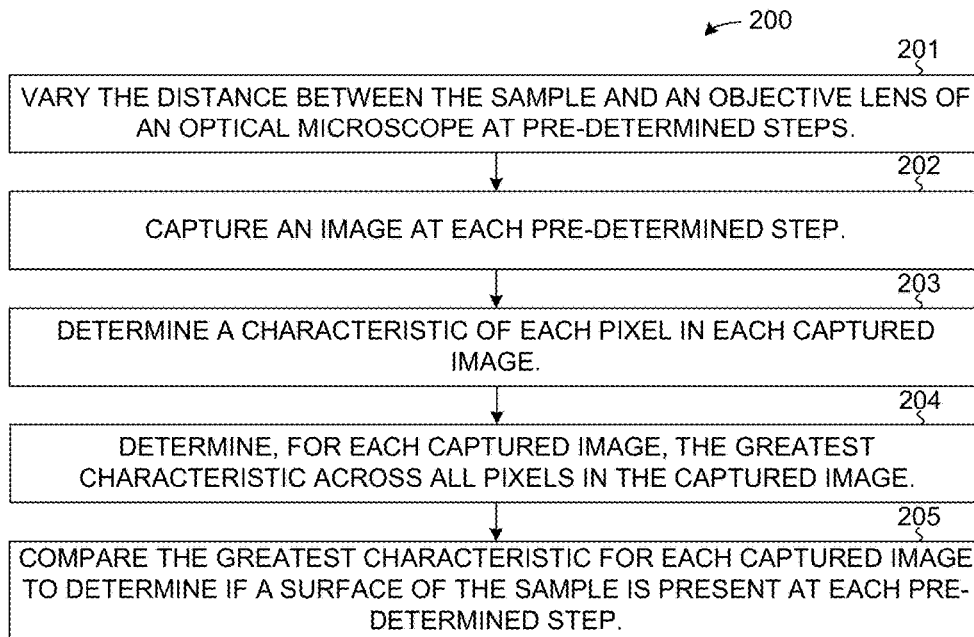 200
201
VARY THE DISTANCE BETWEEN THE SAMPLE AND AN OBJECTIVE LENS OF
AN OPTICAL MICROSCOPE AT PRE-DETERMINED STEPS.
202
CAPTURE AN IMAGE AT EACH PRE-DETERMINED STEP.
203
DETERMINE A CHARACTERISTIC OF EACH PIXEL IN EACH CAPTURED
IMAGE.
204
DETERMINE, FOR EACH CAPTURED IMAGE, THE GREATEST
CHARACTERISTIC ACROSS ALL PIXELS IN THE CAPTURED IMAGE.
205
COMPARE THE GREATEST CHARACTERISTIC FOR EACH CAPTURED IMAGE
TO DETERMINE IF A SURFACE OF THE SAMPLE IS PRESENT AT EACH PRE-
DETERMINED STEP.